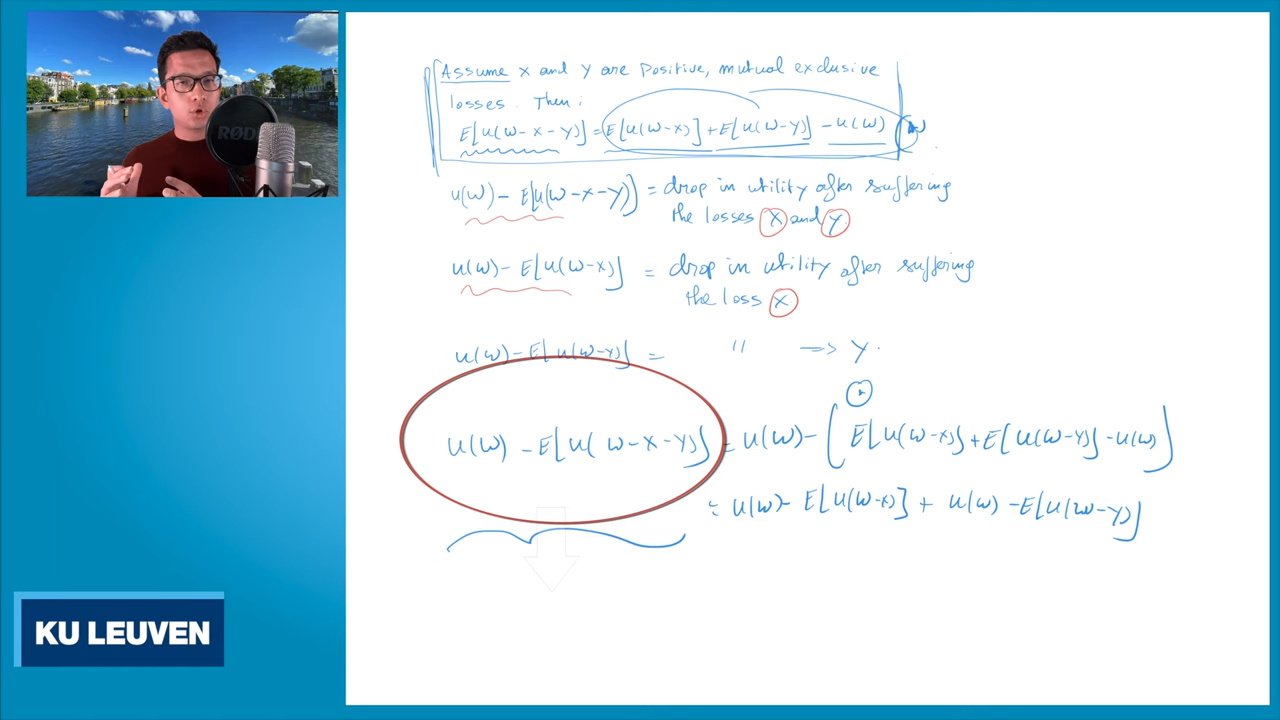 Assume X and Y are Positive, mutual exclusive
losses. Then:
E[u(w-x-y)] = E[u(w-x)] + E[u(w-y)] - u(w)
u(w) - E[u(w-x-y)] = drop in utility after suffering
the losses X and Y.
u(w) - E[u(w-x)] = drop in utility after suffering
the loss X.
u(w) - E[u(w-y)] = " => Y.
u(w) - E[u(w-x-y)] = u(w) - ( E[u(w-x)] + E[u(w-y)] - u(w) )
= u(w) - E[u(w-x)] + u(w) - E[u(w-y)]
RØDE
KU LEUVEN